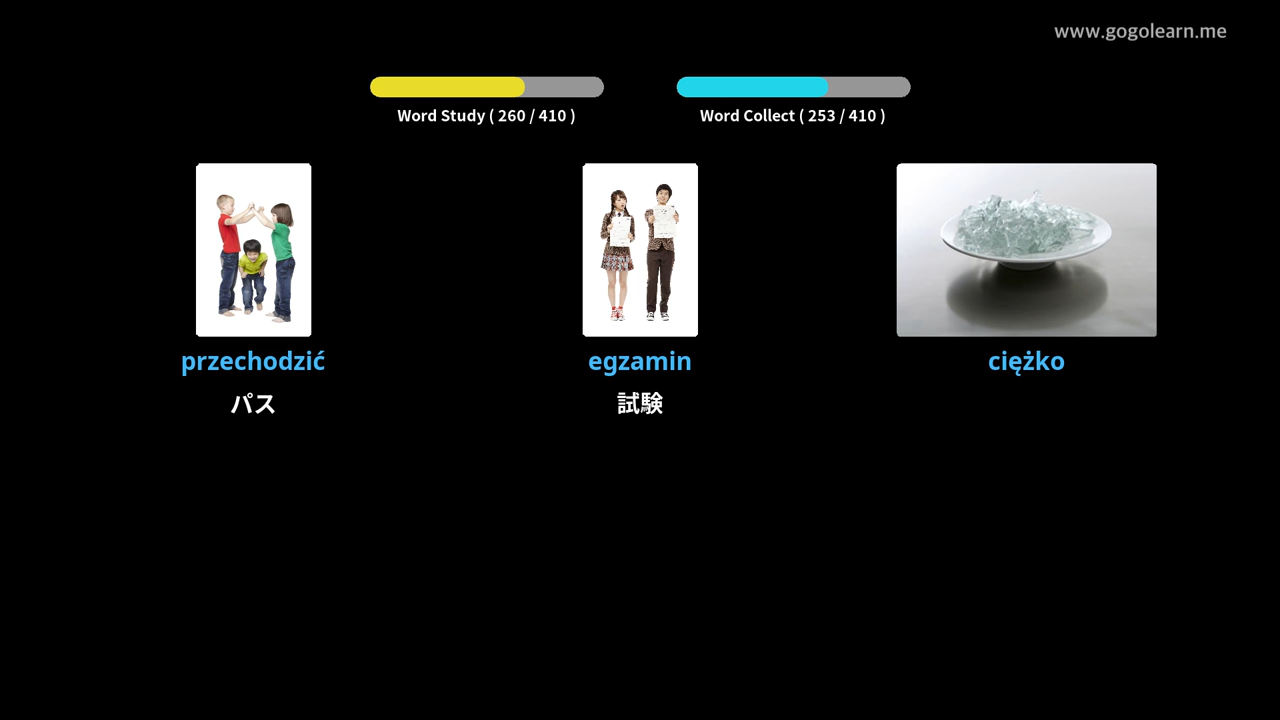 www.gogolearn.me
Word Study ( 260 / 410 )
Word Collect ( 253 / 410 )
przechodzić
egzamin
ciężko
パス
試験